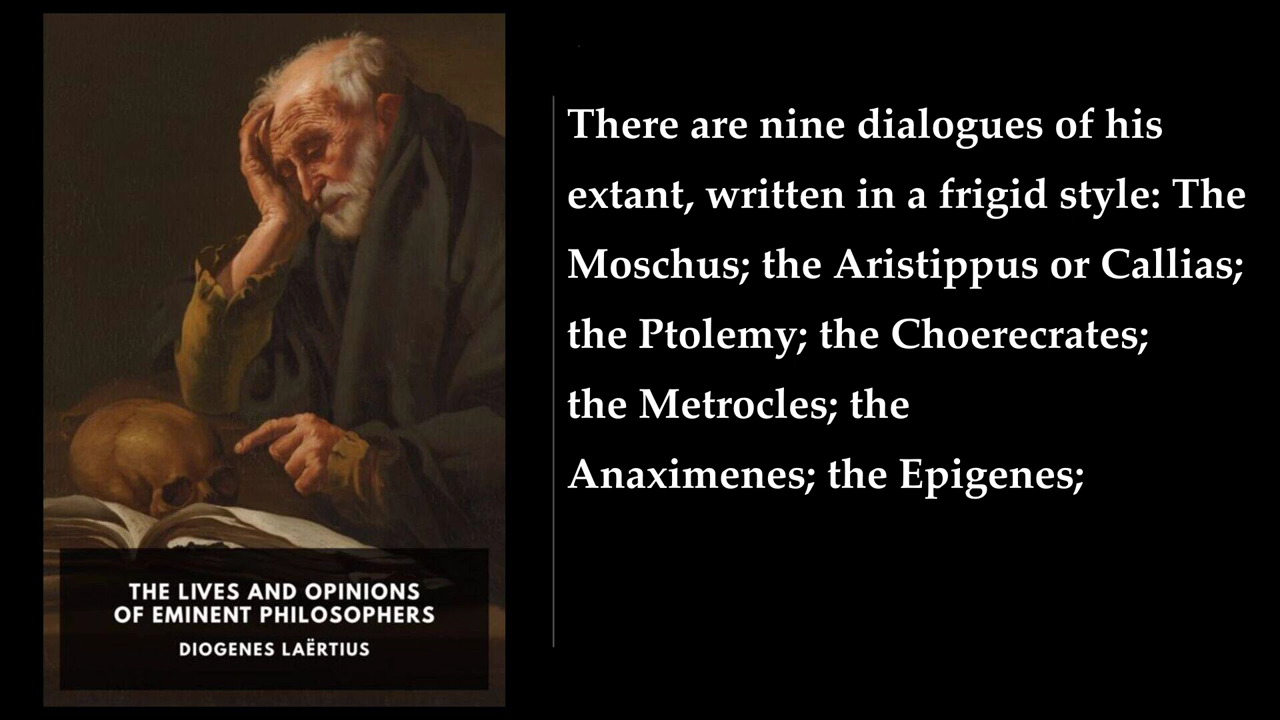 There are nine dialogues of his
extant, written in a frigid style: The
Moschus; the Aristippus or Callias;
the Ptolemy; the Choerecrates;
the Metrocles; the
Anaximenes; the Epigenes;
THE LIVES AND OPINIONS
OF EMINENT PHILOSOPHERS
DIOGENES LAËRTIUS